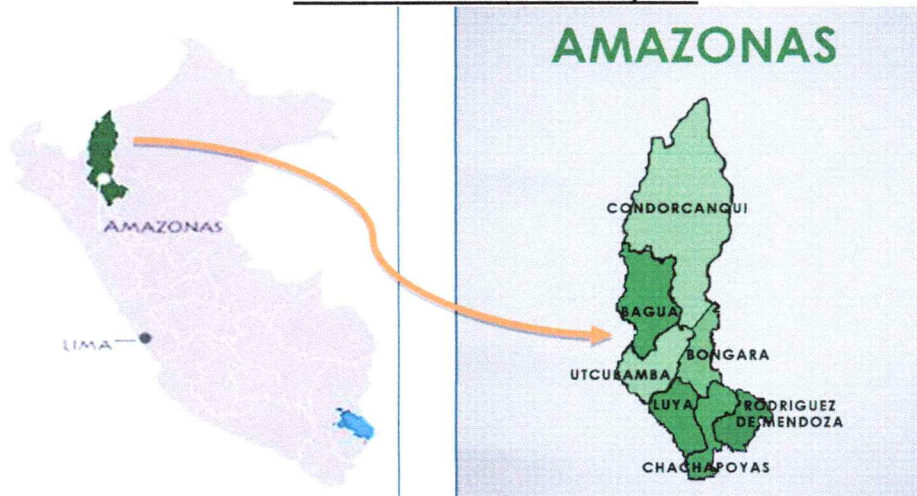 AMAZONAS
LIMA
AMAZONAS
CONDORCANQUI
BAGUA
BONGARA
UTCUBAMBA
LUYA
RODRIGUEZ
DE MENDOZA
CHACHAPOYAS